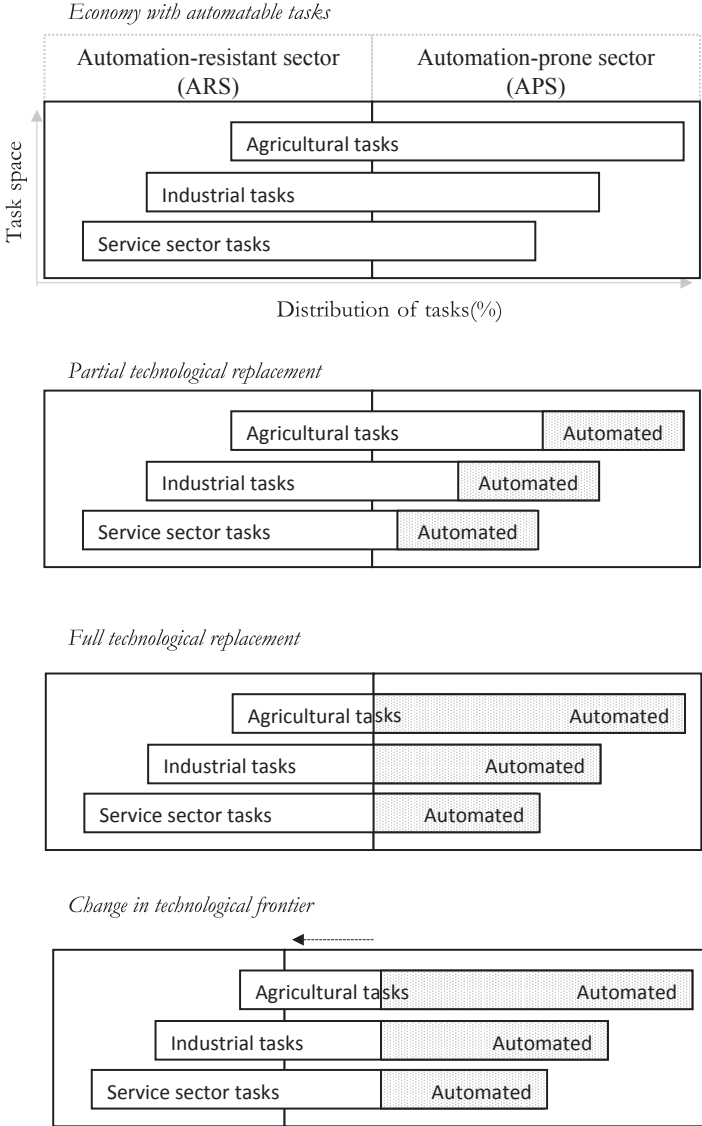 Economy with automatable tasks
Automation-resistant sector
(ARS)
Automation-prone sector
(APS)
Task space
Agricultural tasks
Industrial tasks
Service sector tasks
Distribution of tasks(%)
Partial technological replacement
Agricultural tasks Automated
Industrial tasks Automated
Service sector tasks Automated
Full technological replacement
Agricultural tasks Automated
Industrial tasks Automated
Service sector tasks Automated
Change in technological frontier
Agricultural tasks Automated
Industrial tasks Automated
Service sector tasks Automated